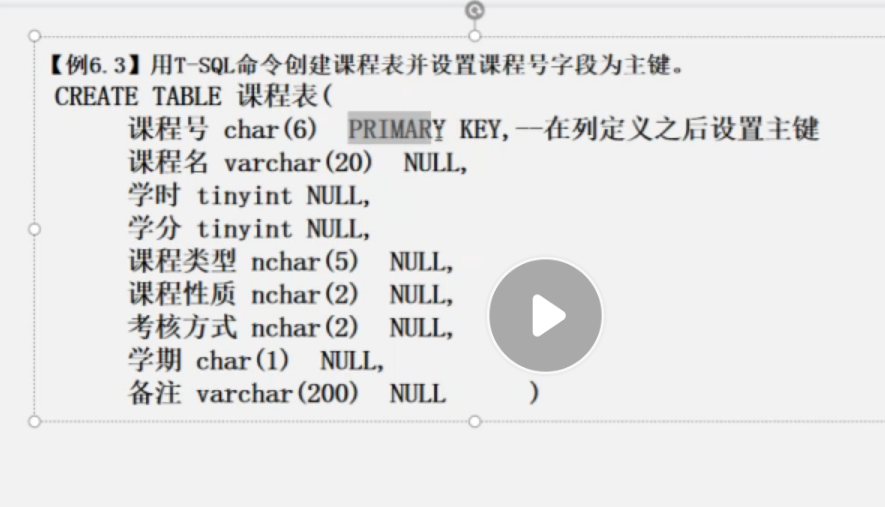 【例6.3】用T-SQL命令创建课程表并设置课程号字段为主键。
CREATE TABLE 课程表(
课程号 char(6) PRIMARY KEY,--在列定义之后设置主键
课程名 varchar(20) NULL,
学时 tinyint NULL,
学分 tinyint NULL,
课程类型 nchar(5) NULL,
课程性质 nchar(2) NULL,
考核方式 nchar(2) NULL,
学期 char(1) NULL,
备注 varchar(200) NULL )